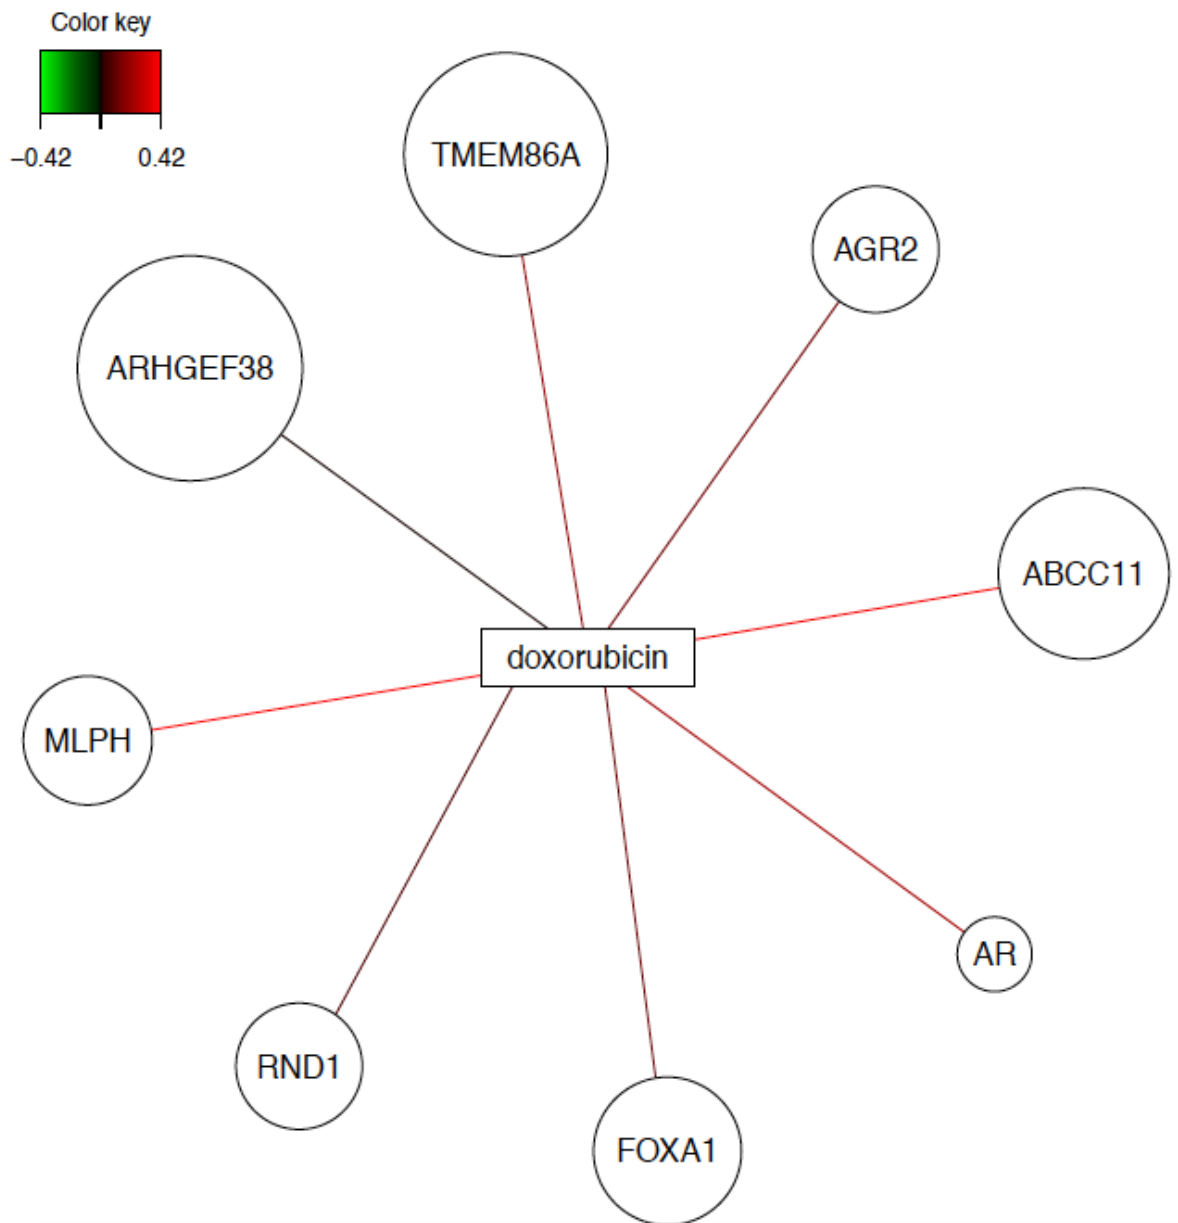 Color key
−0.42 0.42
TMEM86A
AGR2
ARHGEF38
ABCC11
doxorubicin
MLPH
AR
RND1
FOXA1